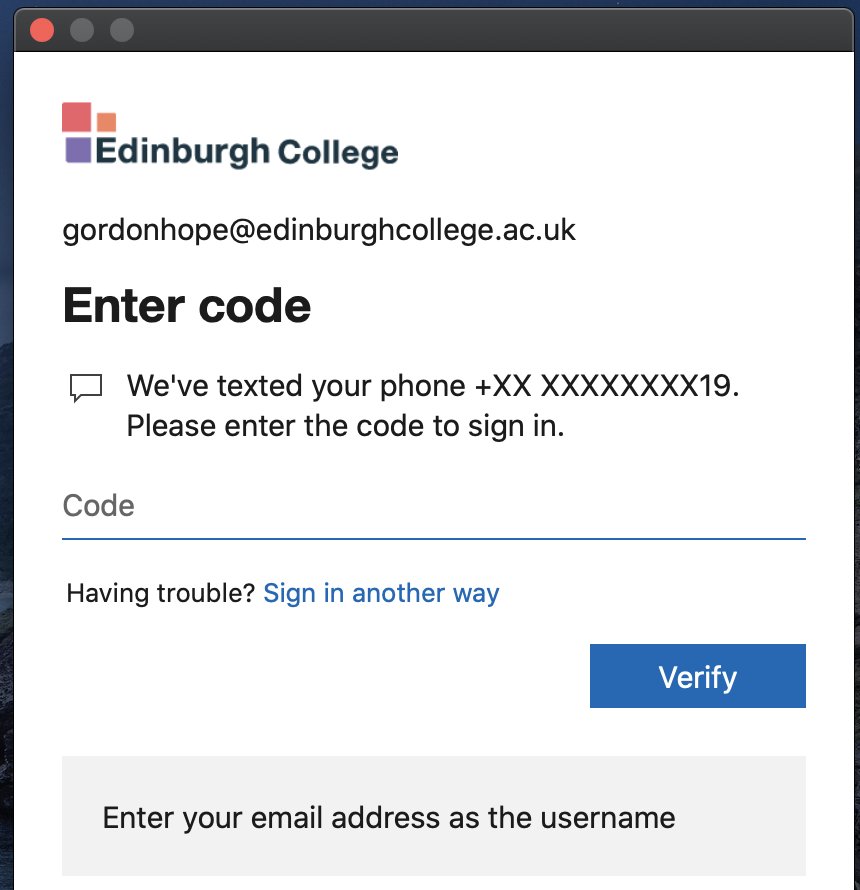 Edinburgh College
gordonhope@edinburghcollege.ac.uk
Enter code
We've texted your phone +XX XXXXXXXX19.
Please enter the code to sign in.
Code
Having trouble? Sign in another way
Verify
Enter your email address as the username